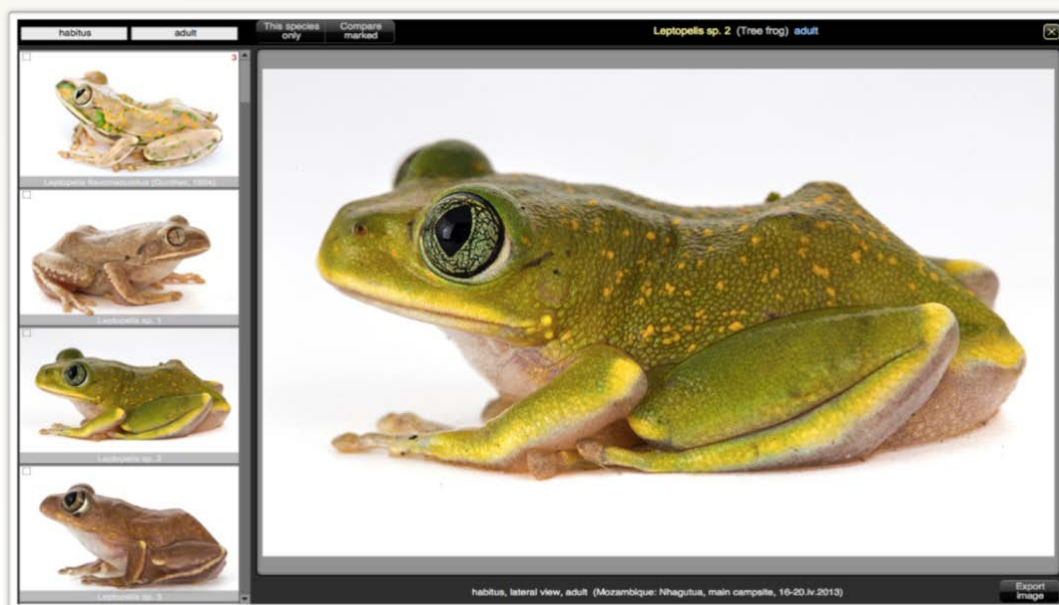 habitus
adult
This species only
Compare marked
Leptopelis sp. 2 (Tree frog) adult
3
Leptopelis flavomaculatus (Günther, 1864)
Leptopelis sp. 1
Leptopelis sp. 2
Leptopelis sp. 3
habitus, lateral view, adult (Mozambique: Nhagutua, main campsite, 16-20.iv.2013)
Export image